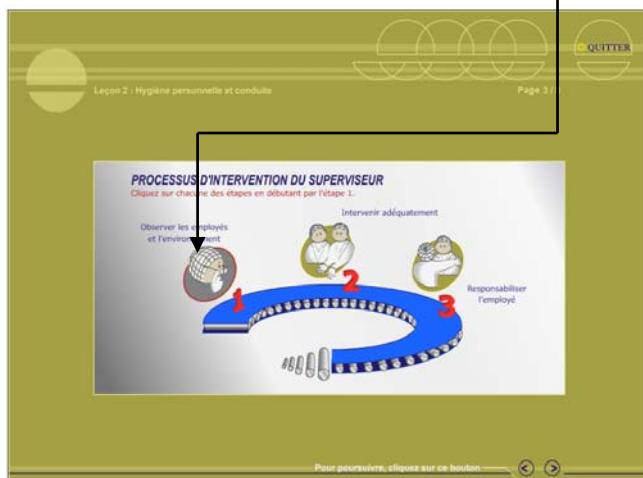 QUITTER
Leçon 2 : Hygiène personnelle et conduite
Page 3 /
PROCESSUS D'INTERVENTION DU SUPERVISEUR
Cliquez sur chacune des étapes en débutant par l'étape 1.
Intervenir adéquatement
Observer les employés
et l'environnement
1
2
3
Responsabiliser
l'employé
Pour poursuivre, cliquez sur ce bouton